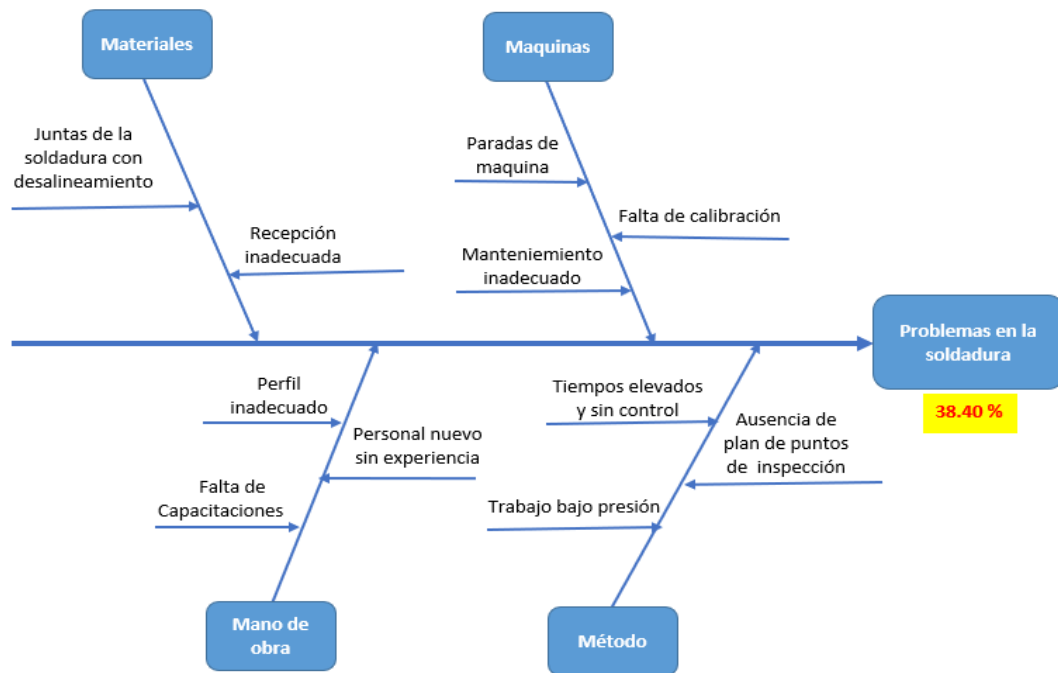 Materiales
Maquinas
Juntas de la
soldadura con
desalineamiento
Recepción
inadecuada
Paradas de
maquina
Falta de calibración
Manteniemiento
inadecuado
Problemas en la
soldadura
38.40 %
Perfil
inadecuado
Personal nuevo
sin experiencia
Falta de
Capacitaciones
Tiempos elevados
y sin control
Ausencia de
plan de puntos
de inspección
Trabajo bajo presión
Mano de
obra
Método